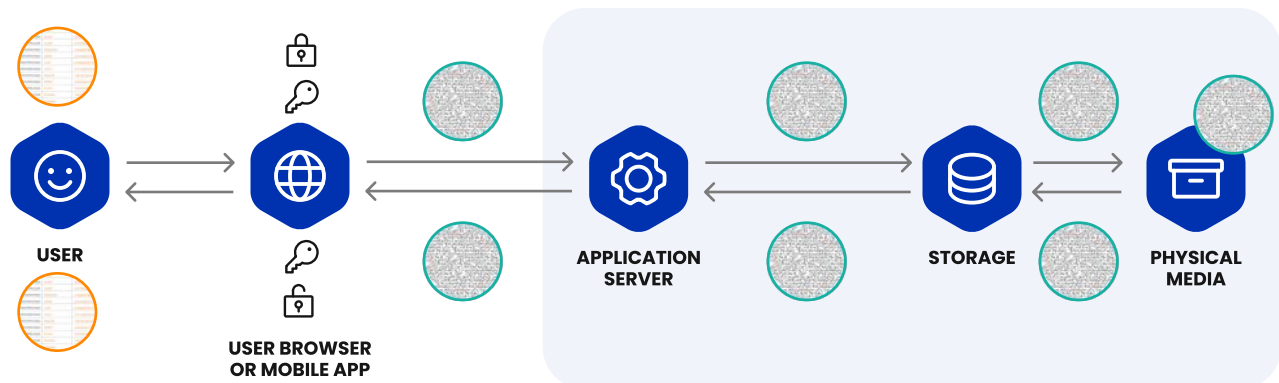 USER
USER BROWSER
OR MOBILE APP
APPLICATION
SERVER
STORAGE
PHYSICAL
MEDIA